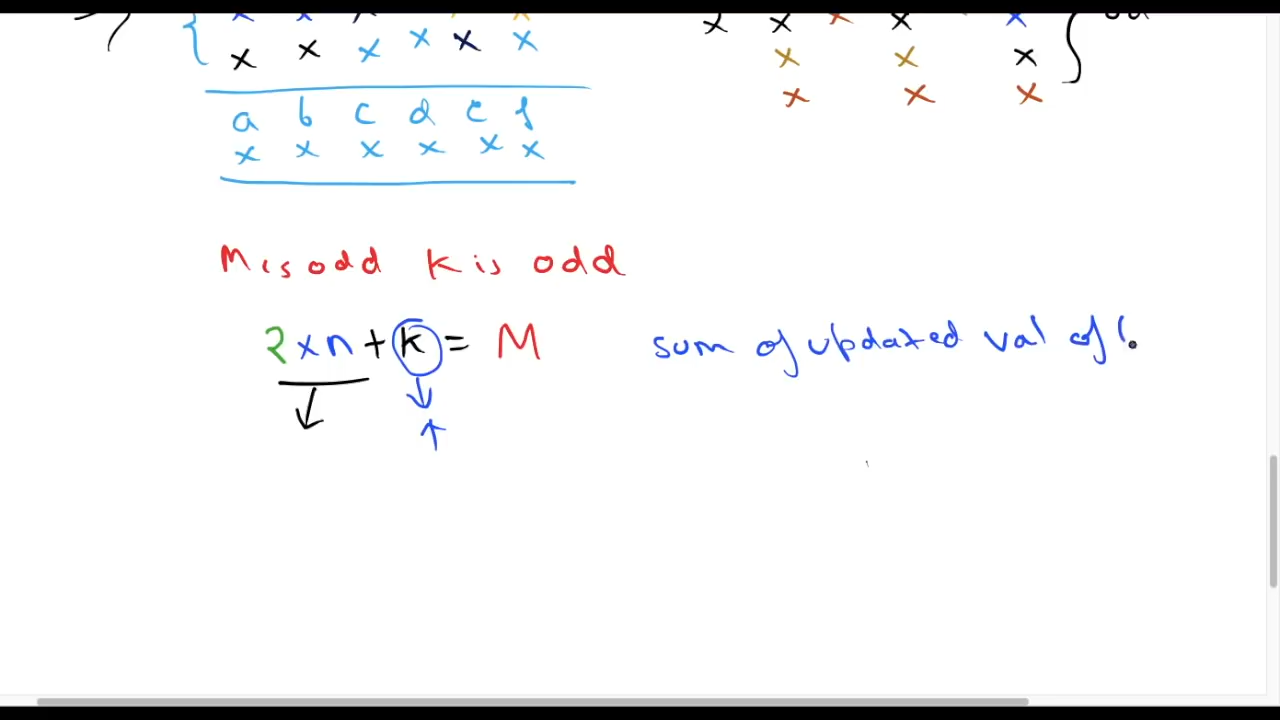 x x x x x x
a b c d e f
x x x x x x
x x x x
x x x
x x x
M is odd k is odd
2 x n + k = M
sum of updated val of (